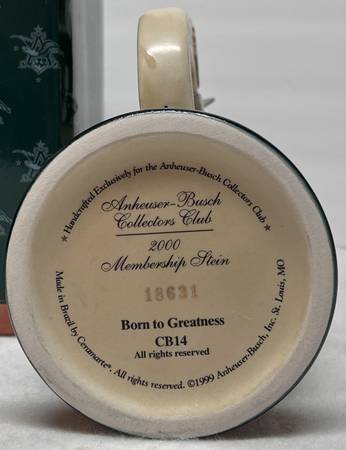 ★ Handcrafted Exclusively for the Anheuser-Busch Collectors Club ★
Anheuser-Busch
Collectors Club
2000
Membership Stein
18631
Born to Greatness
CB14
All rights reserved
Made in Brazil by Ceramarte®. All rights reserved. ©1999 Anheuser-Busch, Inc. St. Louis, MO